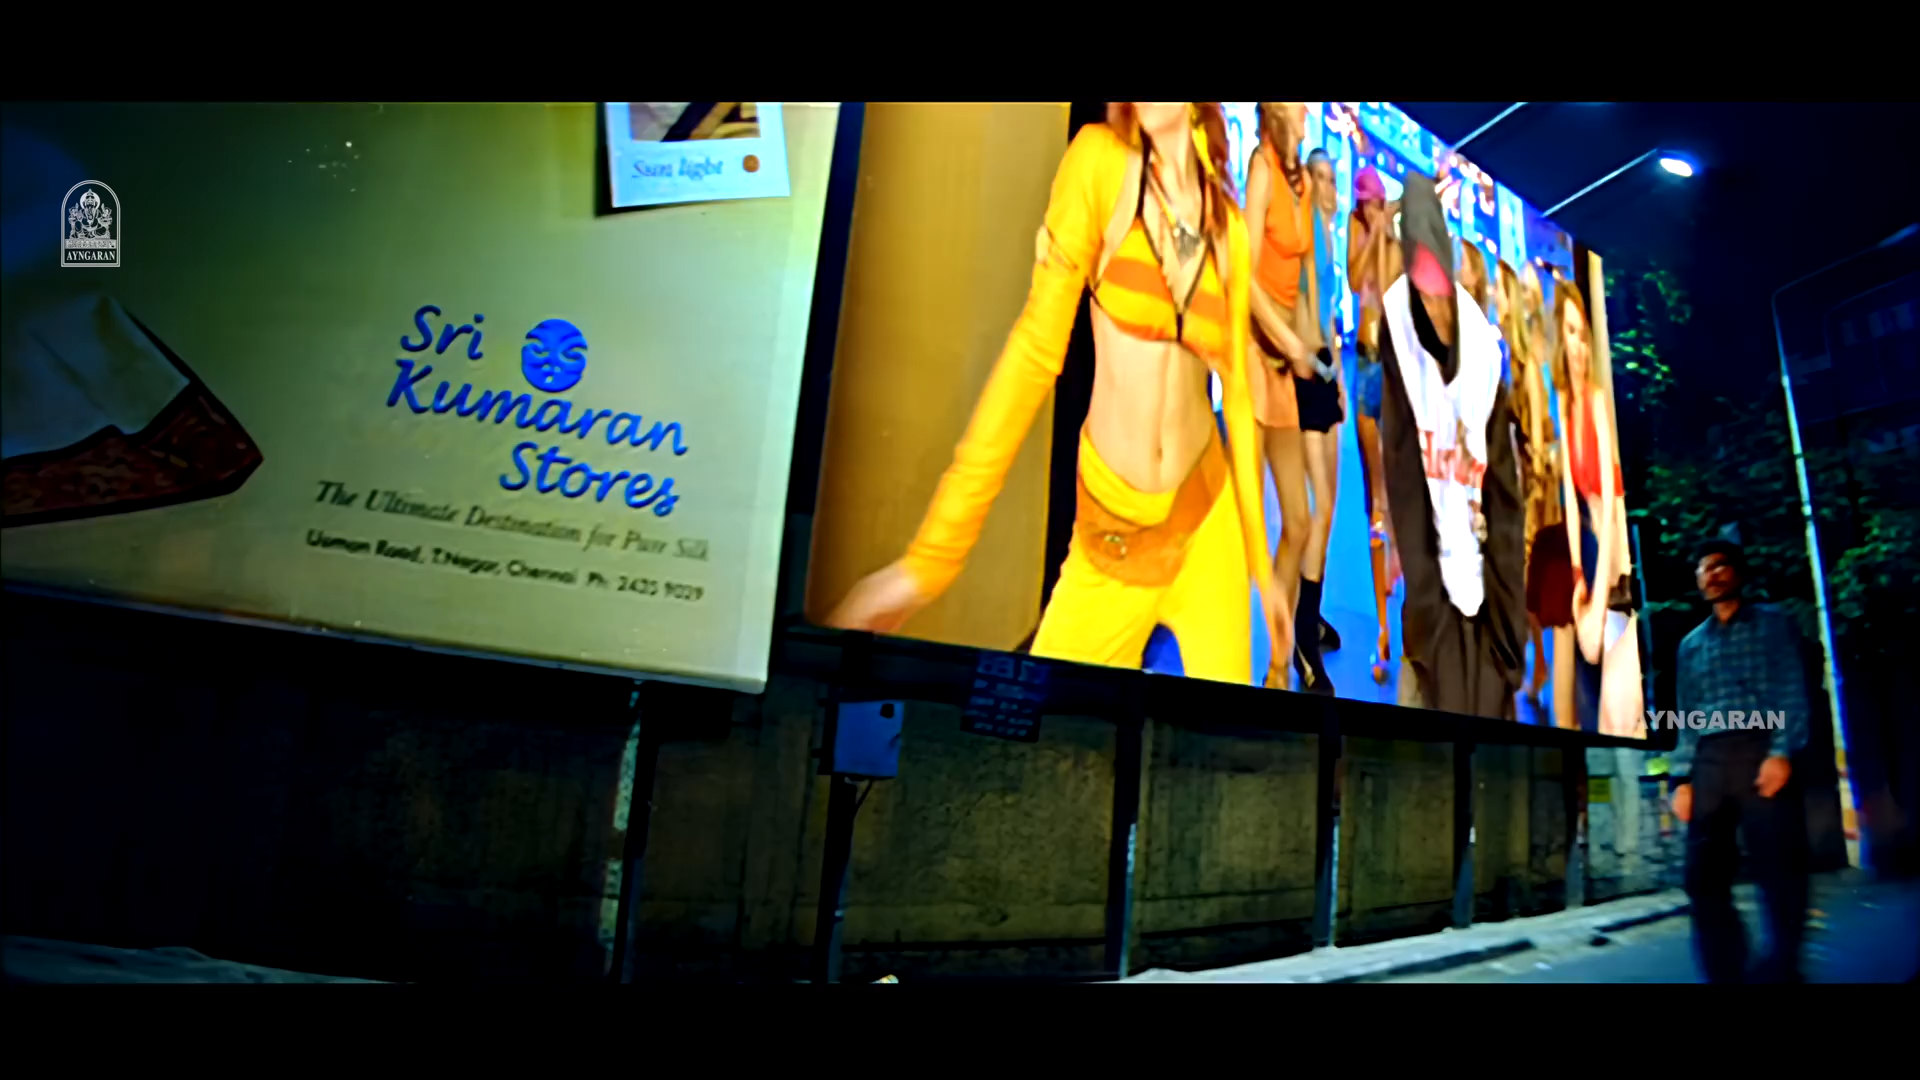 Sun light
AYNGARAN
Sri
Kumaran
Stores
The Ultimate Destination for Pure Silk
Usman Road, T.Nagar, Chennai Ph: 2435 9029
AYNGARAN